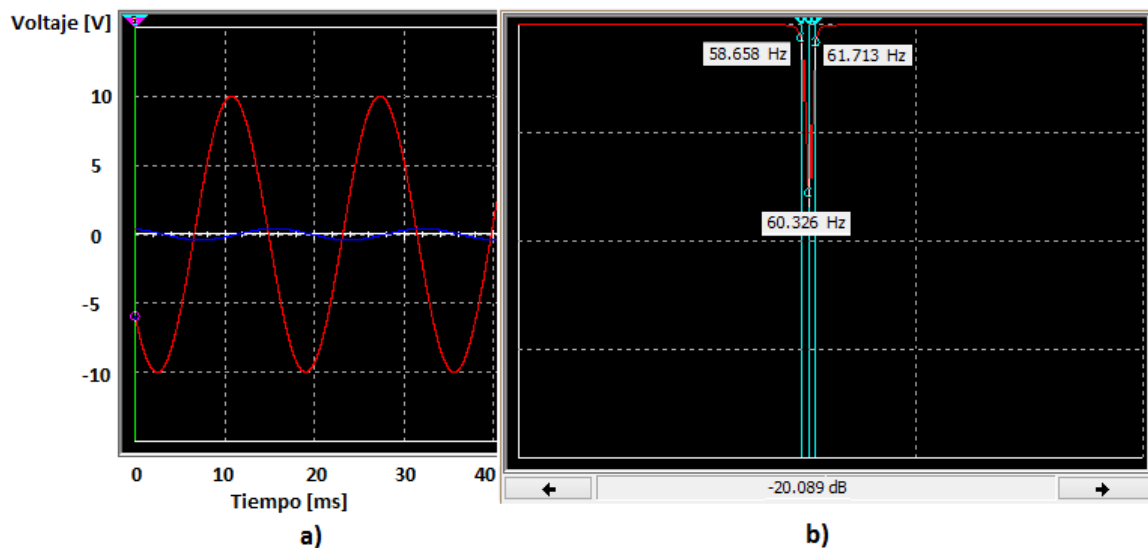 Voltaje [V]
10
5
0
-5
-10
0 10 20 30 40
Tiempo [ms]
a)
58.658 Hz
61.713 Hz
60.326 Hz
-20.089 dB
b)